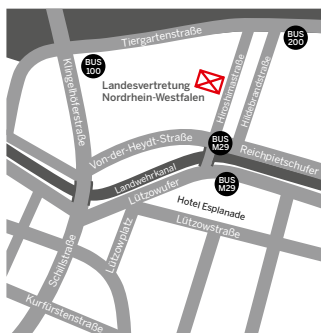 Tiergartenstraße
BUS
200
BUS
100
Klingelhöferstraße
Landesvertretung
Nordrhein-Westfalen
Hiroshimastraße
Hildebrandstraße
Von-der-Heydt-Straße
BUS
M29
Reichpietschufer
Landwehrkanal
BUS
M29
Lützowufer
Hotel Esplanade
Lützowplatz
Lützowstraße
Schillstraße
Kurfürstenstraße